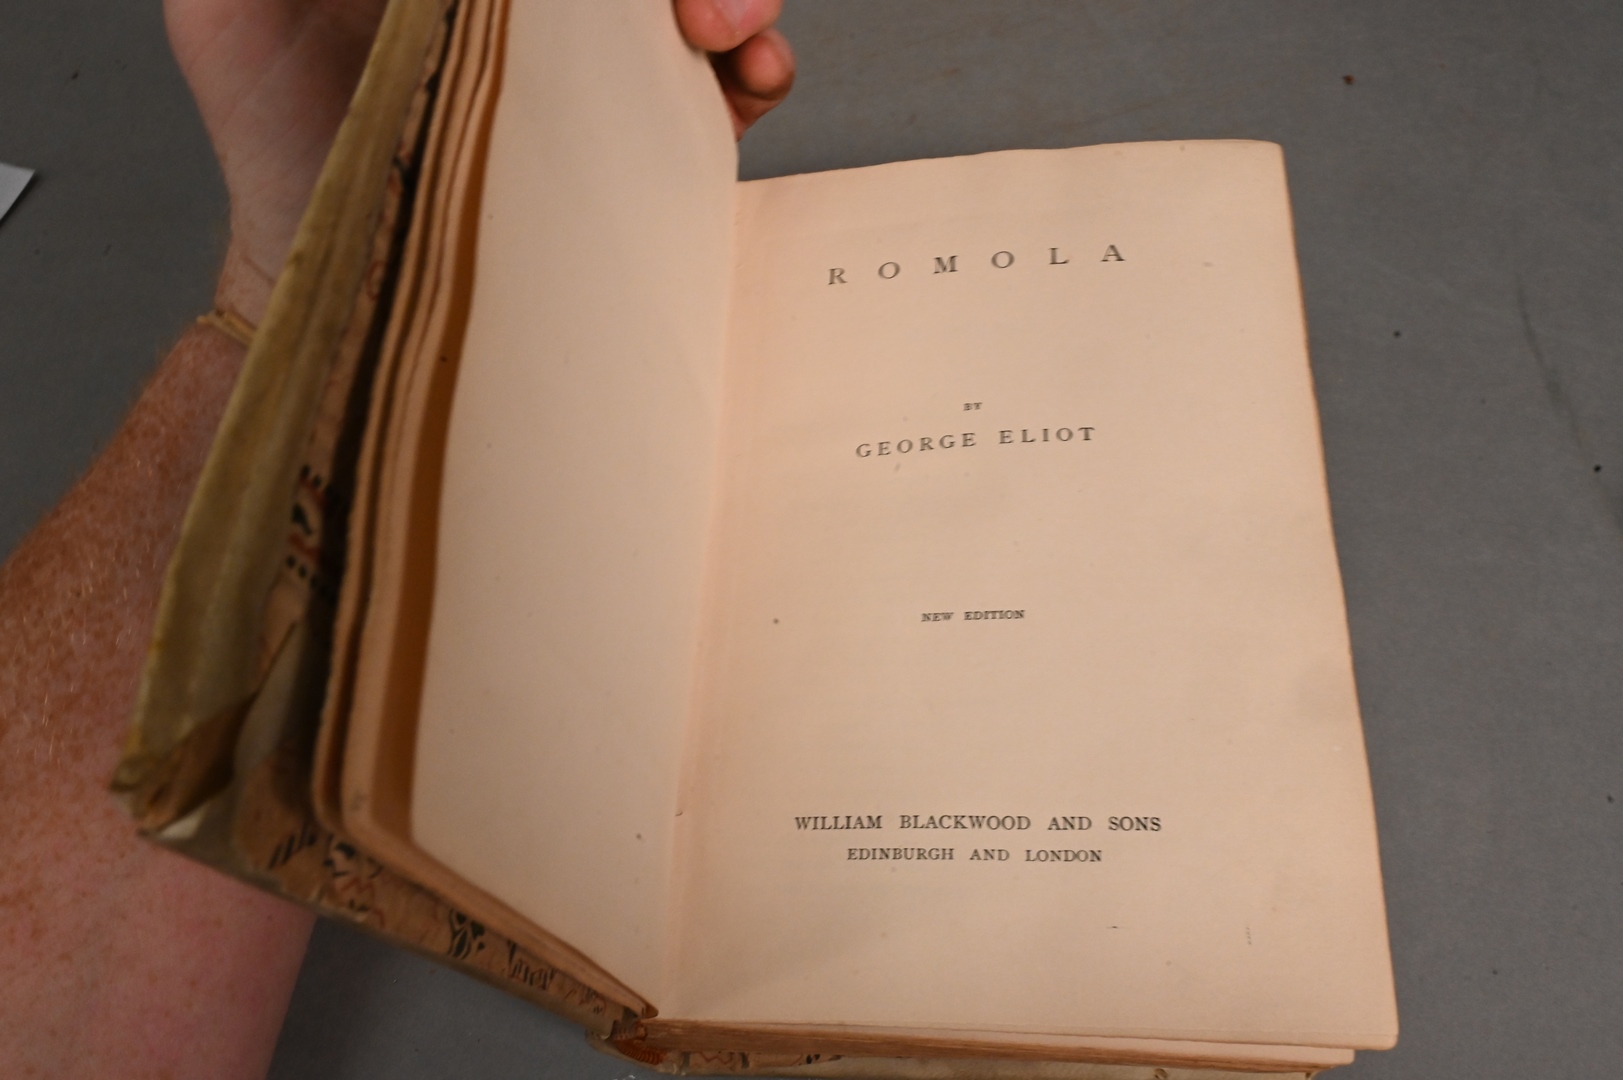 ROMOLA
BY
GEORGE ELIOT
NEW EDITION
WILLIAM BLACKWOOD AND SONS
EDINBURGH AND LONDON